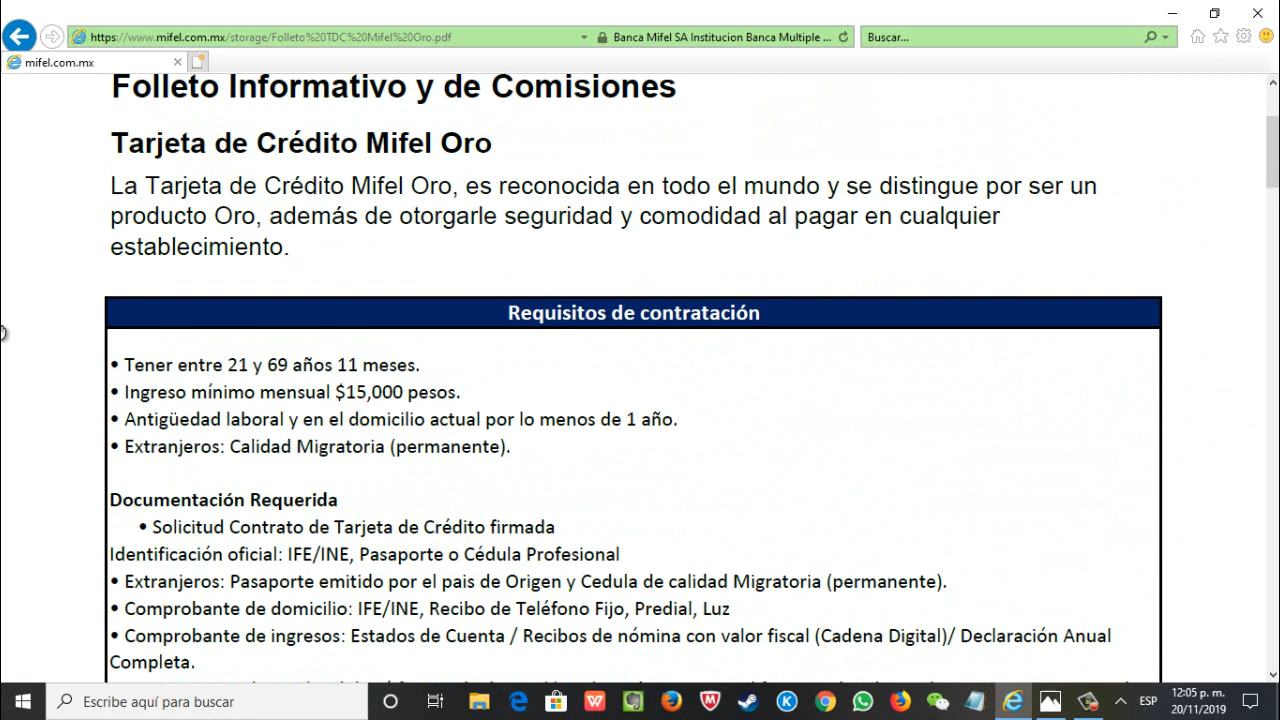 https://www.mifel.com.mx/storage/Folleto%20TDC%20Mifel%20Oro.pdf
Banca Mifel SA Institucion Banca Multiple ...
Buscar...
mifel.com.mx
Folleto Informativo y de Comisiones
Tarjeta de Crédito Mifel Oro
La Tarjeta de Crédito Mifel Oro, es reconocida en todo el mundo y se distingue por ser un
producto Oro, además de otorgarle seguridad y comodidad al pagar en cualquier
establecimiento.
Requisitos de contratación
• Tener entre 21 y 69 años 11 meses.
• Ingreso mínimo mensual $15,000 pesos.
• Antigüedad laboral y en el domicilio actual por lo menos de 1 año.
• Extranjeros: Calidad Migratoria (permanente).
Documentación Requerida
• Solicitud Contrato de Tarjeta de Crédito firmada
Identificación oficial: IFE/INE, Pasaporte o Cédula Profesional
• Extranjeros: Pasaporte emitido por el pais de Origen y Cedula de calidad Migratoria (permanente).
• Comprobante de domicilio: IFE/INE, Recibo de Teléfono Fijo, Predial, Luz
• Comprobante de ingresos: Estados de Cuenta / Recibos de nómina con valor fiscal (Cadena Digital)/ Declaración Anual
Completa.
Escribe aquí para buscar
ESP
12:05 p. m.
20/11/2019